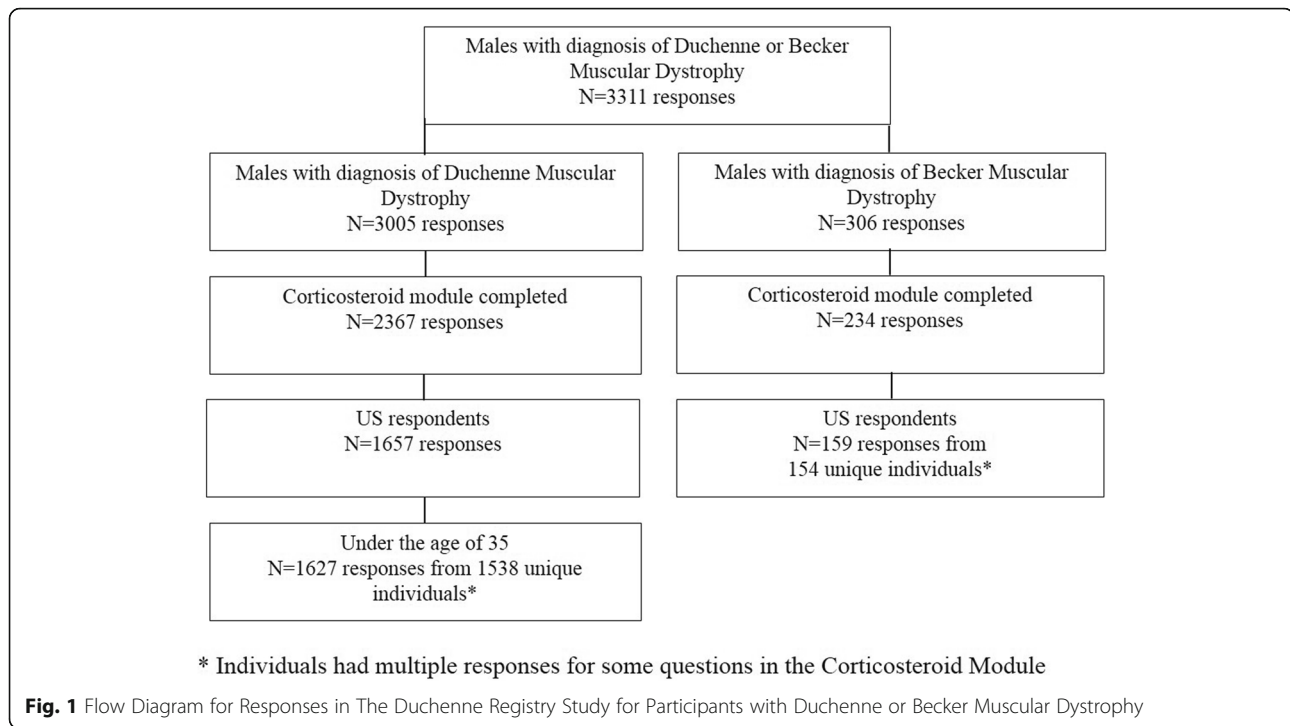 Males with diagnosis of Duchenne or Becker
Muscular Dystrophy
N=3311 responses
Males with diagnosis of Duchenne Muscular
Dystrophy
N=3005 responses
Males with diagnosis of Becker Muscular
Dystrophy
N=306 responses
Corticosteroid module completed
N=2367 responses
Corticosteroid module completed
N=234 responses
US respondents
N=1657 responses
US respondents
N=159 responses from
154 unique individuals*
Under the age of 35
N=1627 responses from 1538 unique
individuals*
* Individuals had multiple responses for some questions in the Corticosteroid Module
Fig. 1 Flow Diagram for Responses in The Duchenne Registry Study for Participants with Duchenne or Becker Muscular Dystrophy